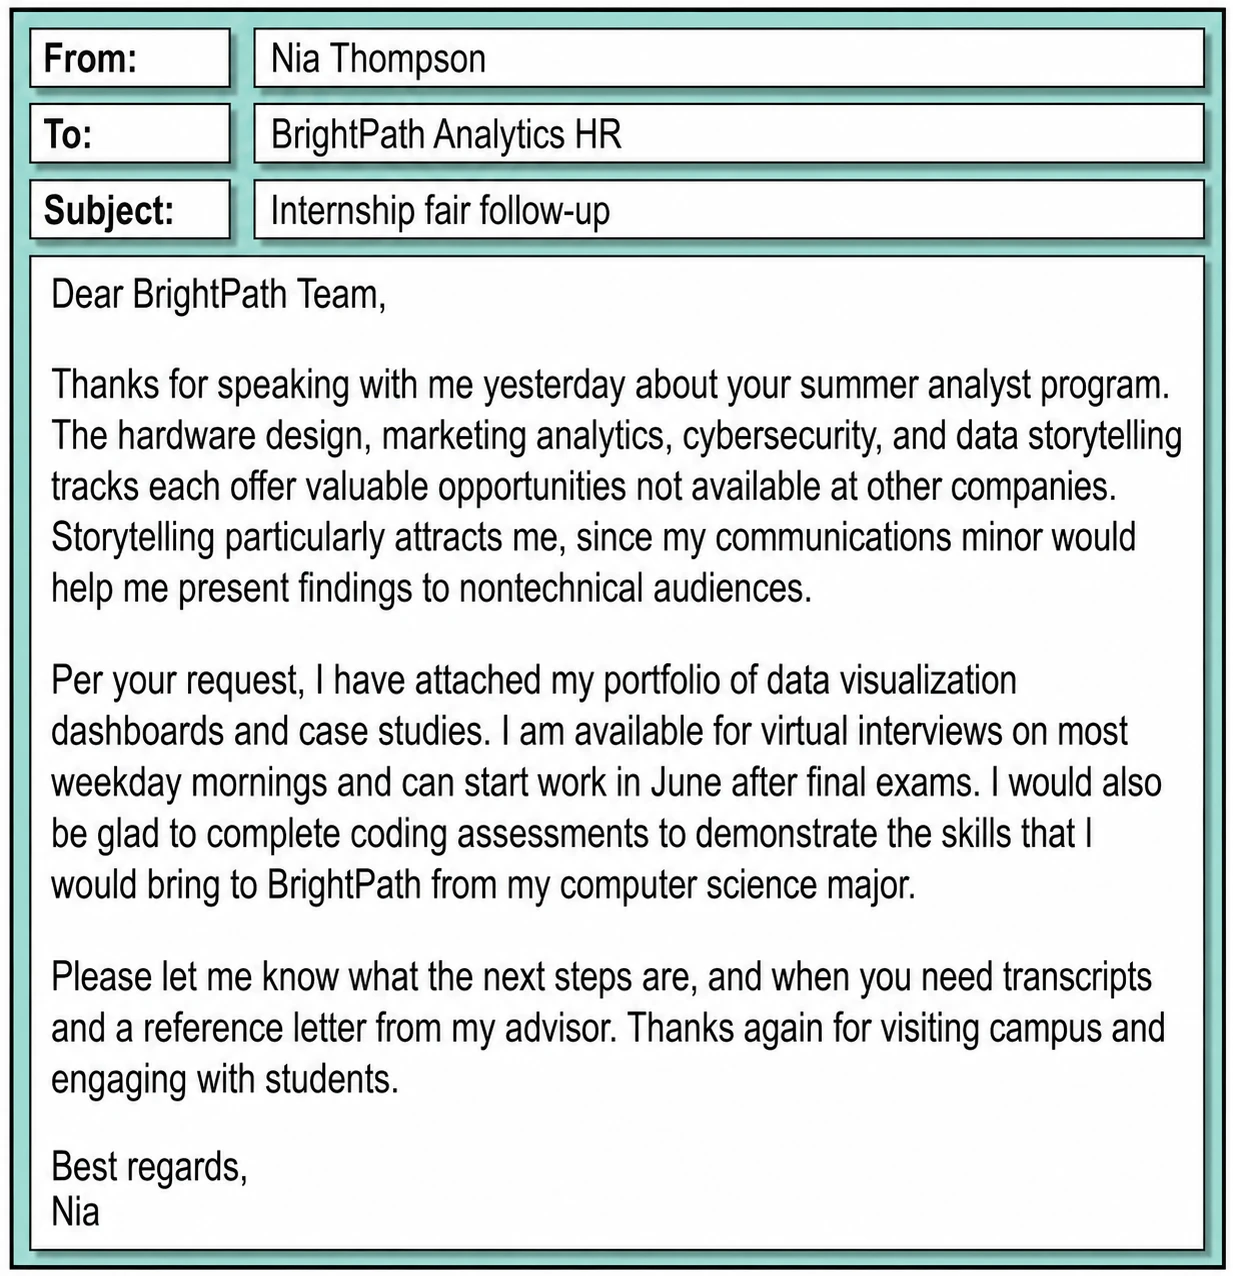 From: Nia Thompson
To: BrightPath Analytics HR
Subject: Internship fair follow-up
Dear BrightPath Team,
Thanks for speaking with me yesterday about your summer analyst program.
The hardware design, marketing analytics, cybersecurity, and data storytelling
tracks each offer valuable opportunities not available at other companies.
Storytelling particularly attracts me, since my communications minor would
help me present findings to nontechnical audiences.
Per your request, I have attached my portfolio of data visualization
dashboards and case studies. I am available for virtual interviews on most
weekday mornings and can start work in June after final exams. I would also
be glad to complete coding assessments to demonstrate the skills that I
would bring to BrightPath from my computer science major.
Please let me know what the next steps are, and when you need transcripts
and a reference letter from my advisor. Thanks again for visiting campus and
engaging with students.
Best regards,
Nia